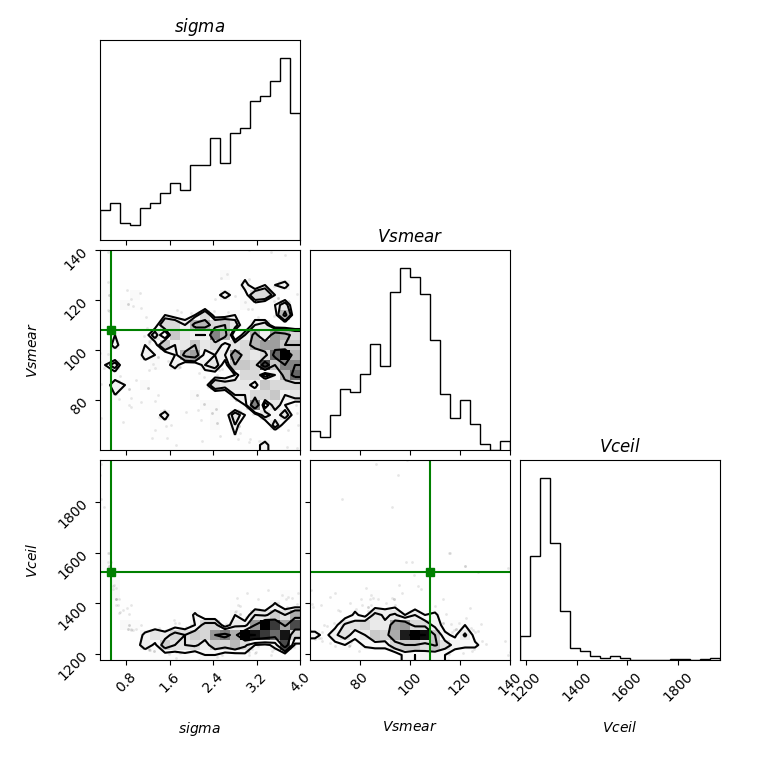 sigma
Vsmear
140
120
100
80
Vsmear
Vceil
1800
1600
1400
1200
Vceil
0.8 1.6 2.4 3.2 4.0
80 100 120 140
1200 1400 1600 1800
sigma Vsmear Vceil